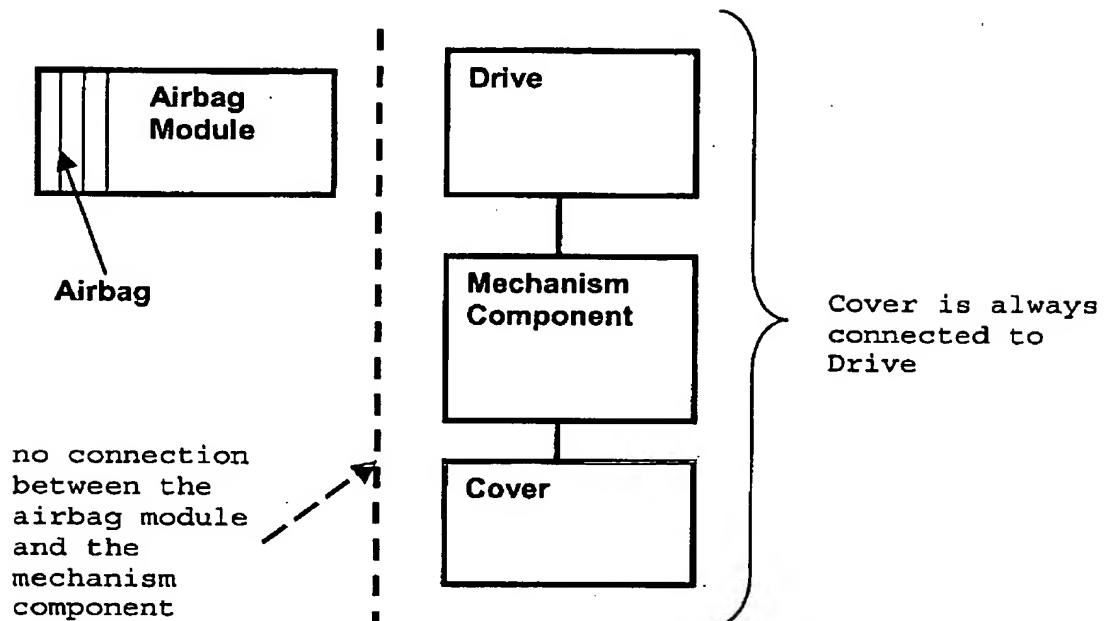 Airbag
Module
Airbag
no connection
between the
airbag module
and the
mechanism
component
Drive
Mechanism
Component
Cover
Cover is always
connected to
Drive